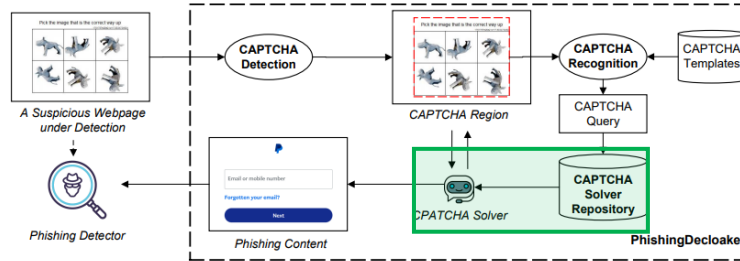 Pick the image that is the correct way up
A Suspicious Webpage
under Detection
CAPTCHA
Detection
Pick the image that is the correct way up
CAPTCHA Region
CAPTCHA
Recognition
CAPTCHA
Templates
CAPTCHA
Query
CAPTCHA
Solver
Repository
CPATCHA Solver
Email or mobile number
Forgotten your email?
Next
Phishing Content
Phishing Detector
PhishingDecloake